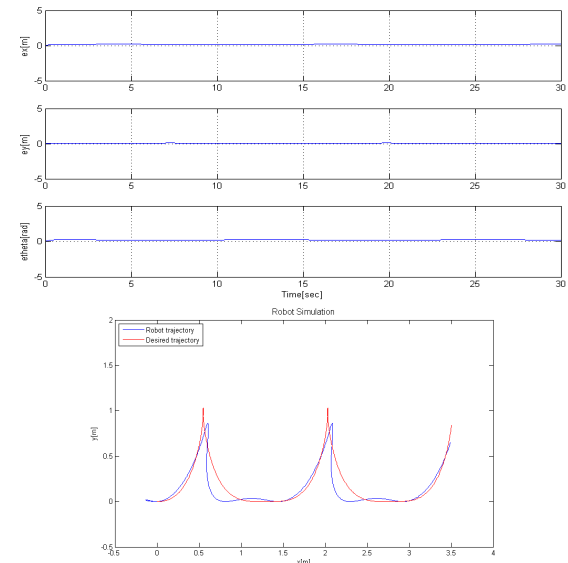 5
0
-5
ex[m]
0 5 10 15 20 25 30
5
0
-5
ey[m]
0 5 10 15 20 25 30
5
0
-5
etheta[rad]
0 5 10 15 20 25 30
Time[sec]
Robot Simulation
2
Robot trajectory
Desired trajectory
1.5
1
y[m]
0.5
0
-0.5
-0.5 0 0.5 1 1.5 2 2.5 3 3.5 4
x[m]